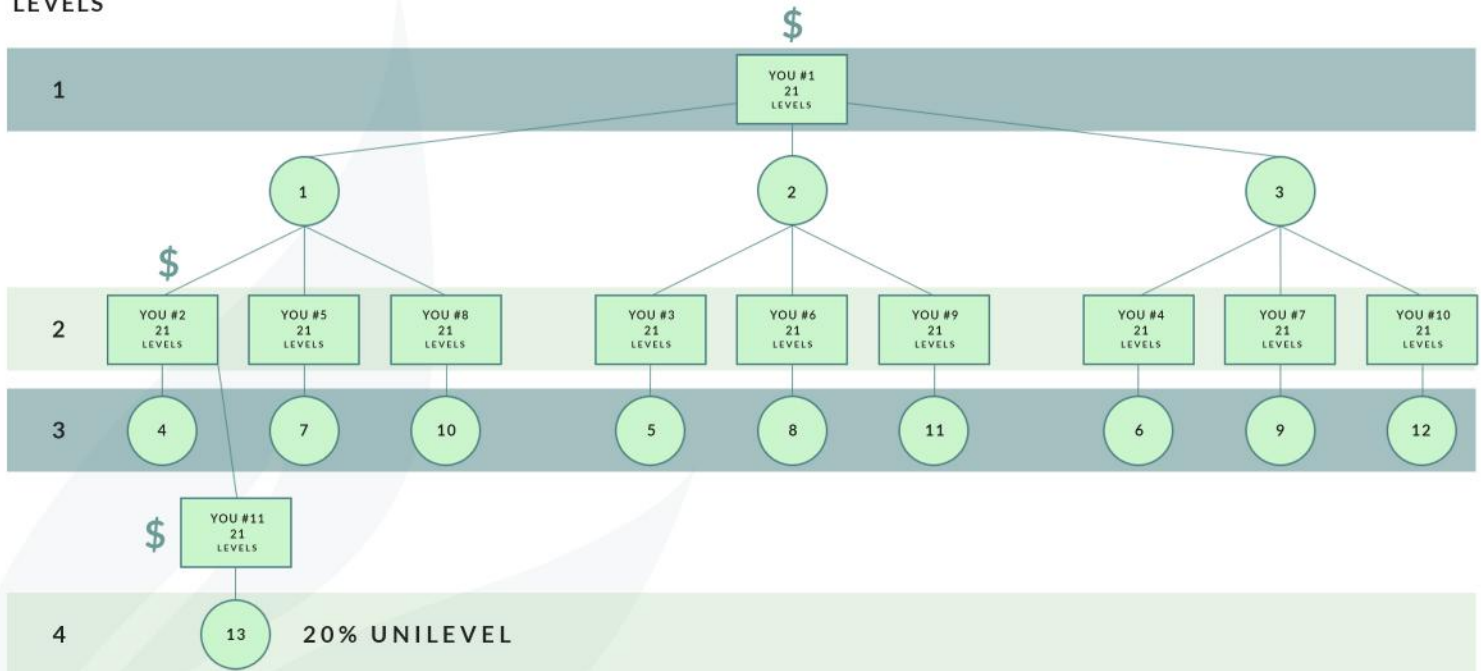 LEVELS
$
1
YOU #1
21
LEVELS
1
2
3
$
2
YOU #2
21
LEVELS
YOU #5
21
LEVELS
YOU #8
21
LEVELS
YOU #3
21
LEVELS
YOU #6
21
LEVELS
YOU #9
21
LEVELS
YOU #4
21
LEVELS
YOU #7
21
LEVELS
YOU #10
21
LEVELS
3
4
7
10
5
8
11
6
9
12
$
YOU #11
21
LEVELS
4
13
20% UNILEVEL